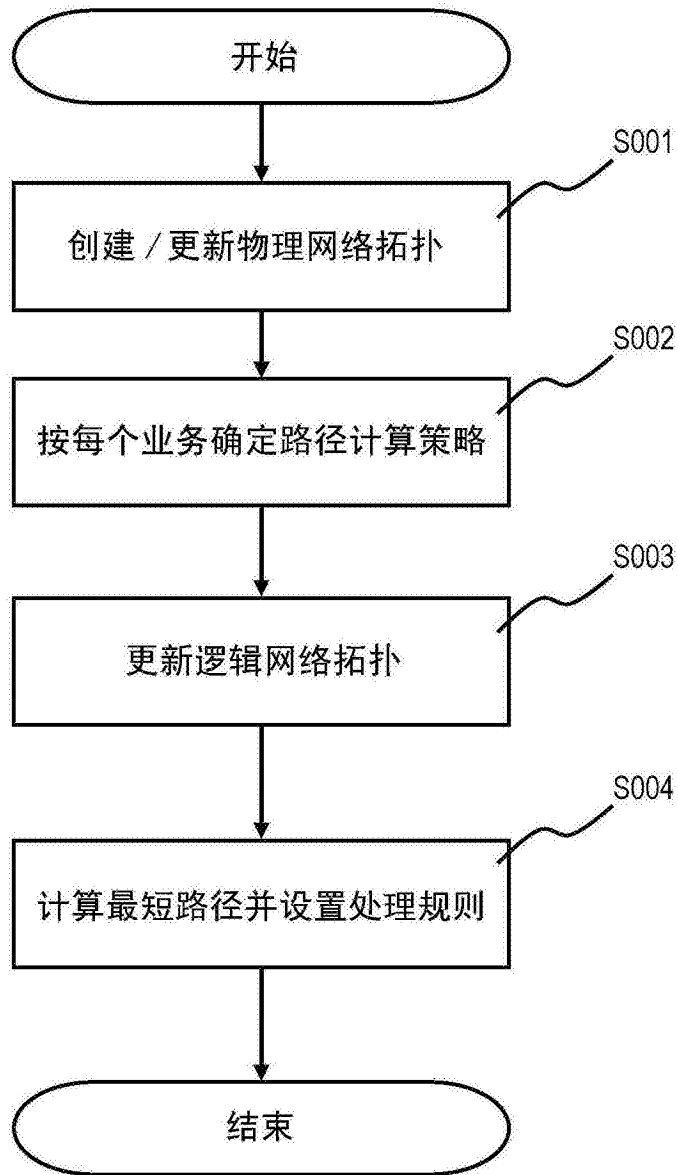 开始
S001
创建/更新物理网络拓扑
S002
按每个业务确定路径计算策略
S003
更新逻辑网络拓扑
S004
计算最短路径并设置处理规则
结束